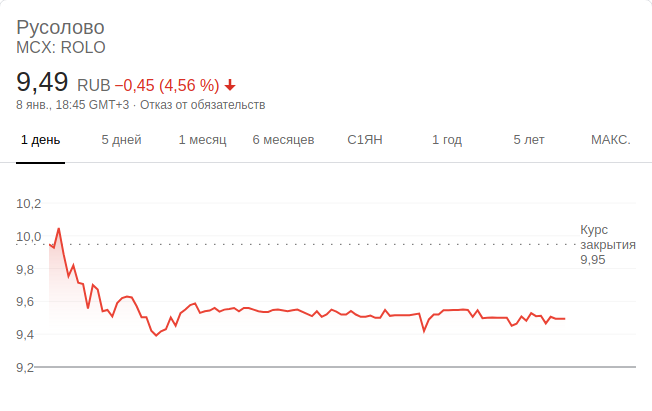 Русолово
MCX: ROLO
9,49 RUB −0,45 (4,56 %)
8 янв., 18:45 GMT+3 · Отказ от обязательств
1 день 5 дней 1 месяц 6 месяцев С1ЯН 1 год 5 лет МАКС.
10,2
10,0
9,8
9,6
9,4
9,2
Курс
закрытия
9,95